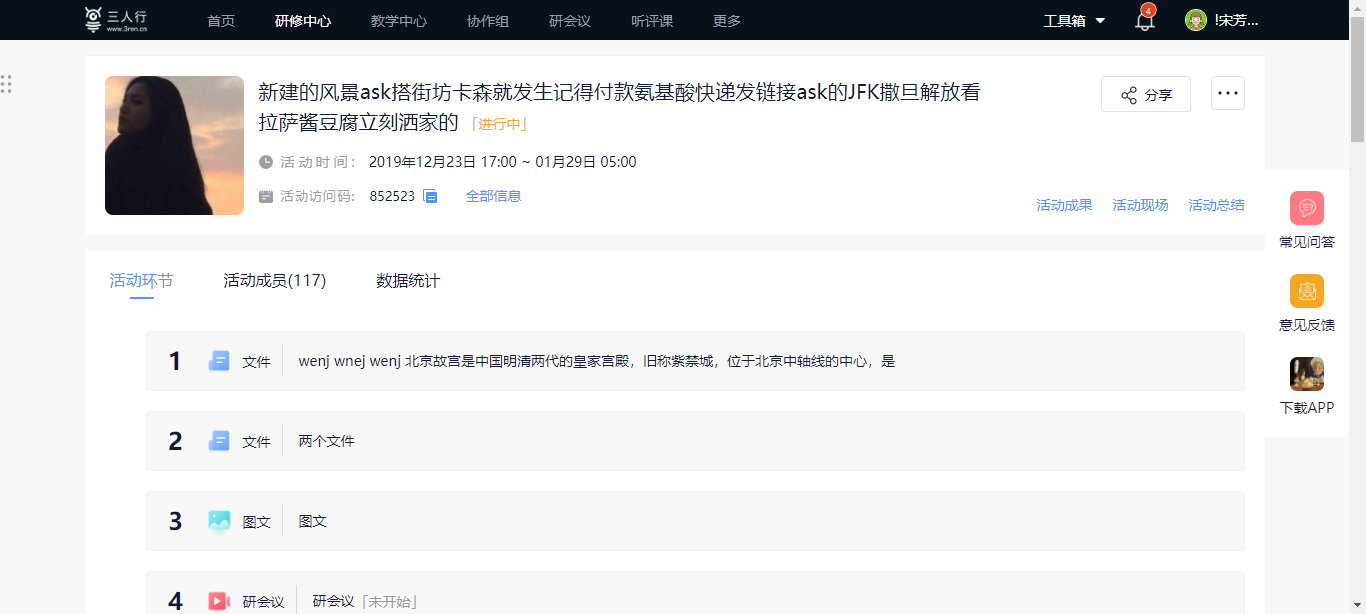 三人行
www.3ren.cn
首页 研修中心 教学中心 协作组 研会议 听评课 更多 工具箱 4 !宋芳...
新建的风景ask搭街坊卡森就发生记得付款氨基酸快递发链接ask的JFK撒旦解放看
拉萨酱豆腐立刻洒家的 「进行中」
分享
活动时间： 2019年12月23日 17:00 ~ 01月29日 05:00
活动访问码: 852523 全部信息
活动成果 活动现场 活动总结
常见问答
意见反馈
下载APP
活动环节 活动成员(117) 数据统计
1 文件 wenj wnej wenj 北京故宫是中国明清两代的皇家宫殿，旧称紫禁城，位于北京中轴线的中心，是
2 文件 两个文件
3 图文 图文
4 研会议 研会议「未开始」